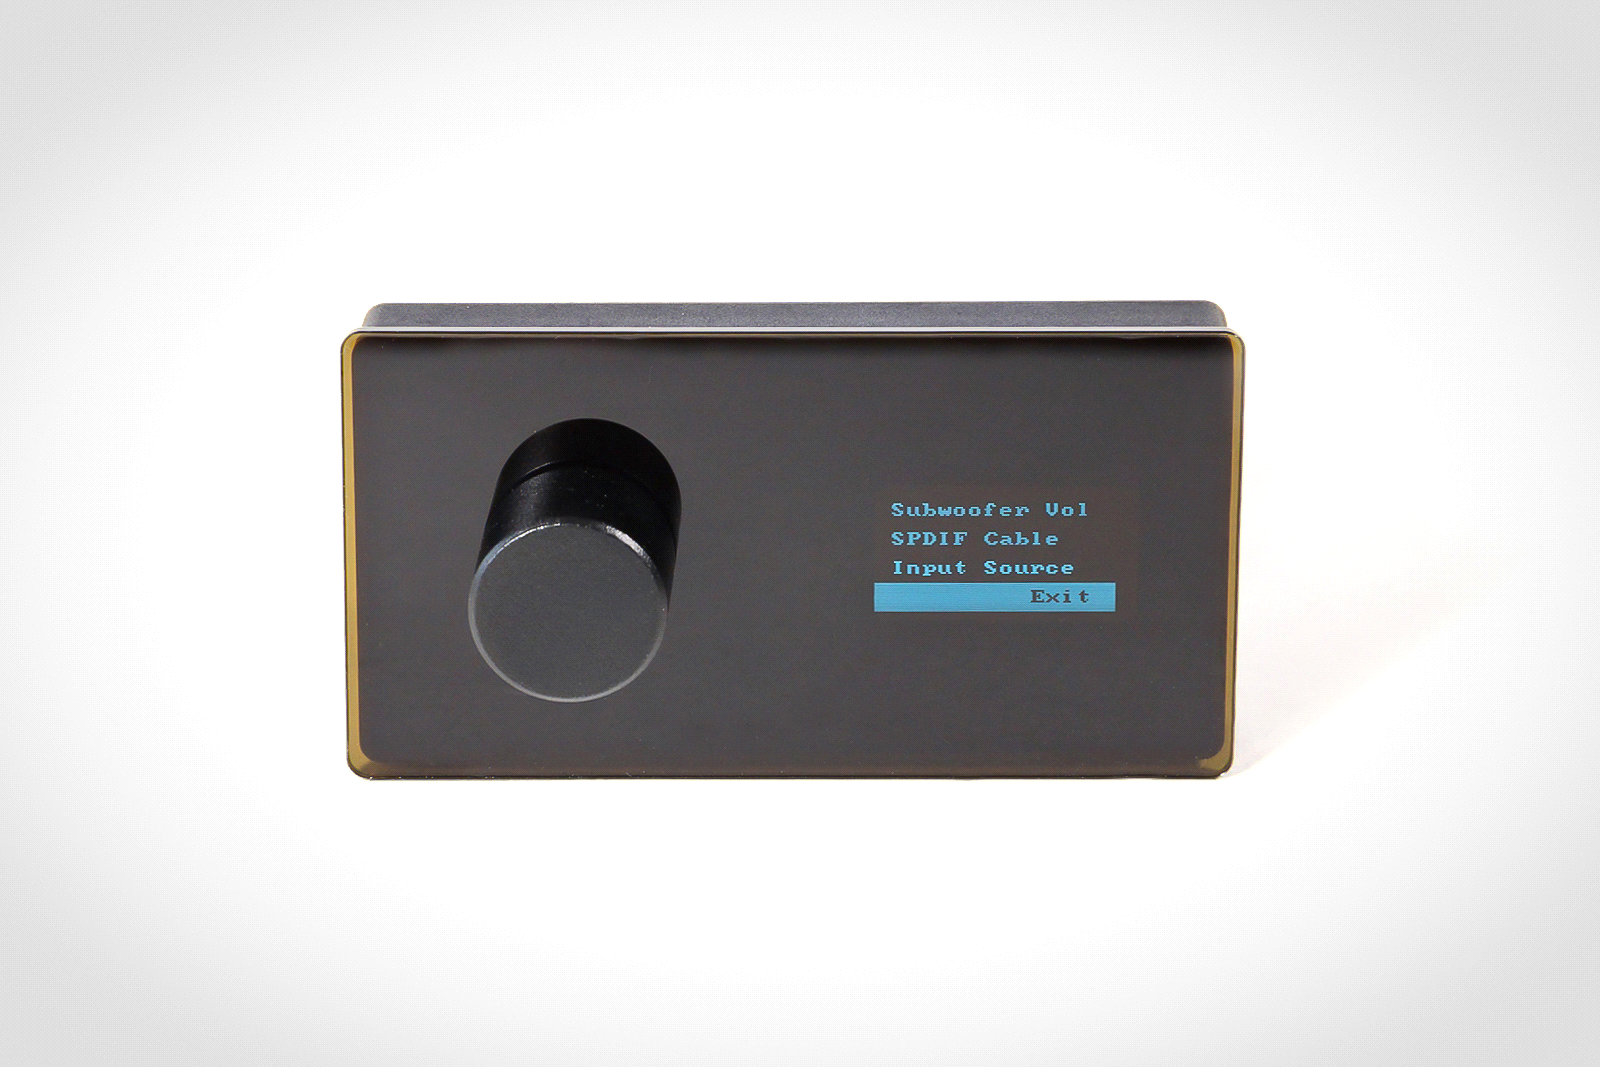 Subwoofer Vol
SPDIF Cable
Input Source
Exit